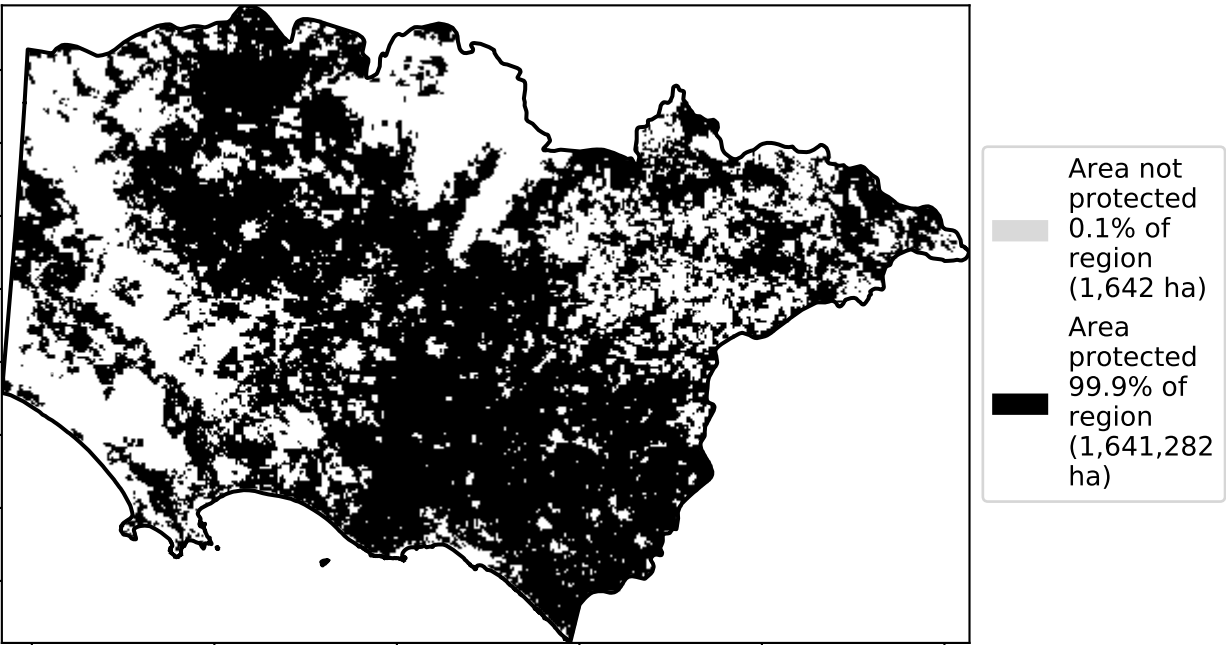 Area not
protected
0.1% of
region
(1,642 ha)
Area
protected
99.9% of
region
(1,641,282
ha)